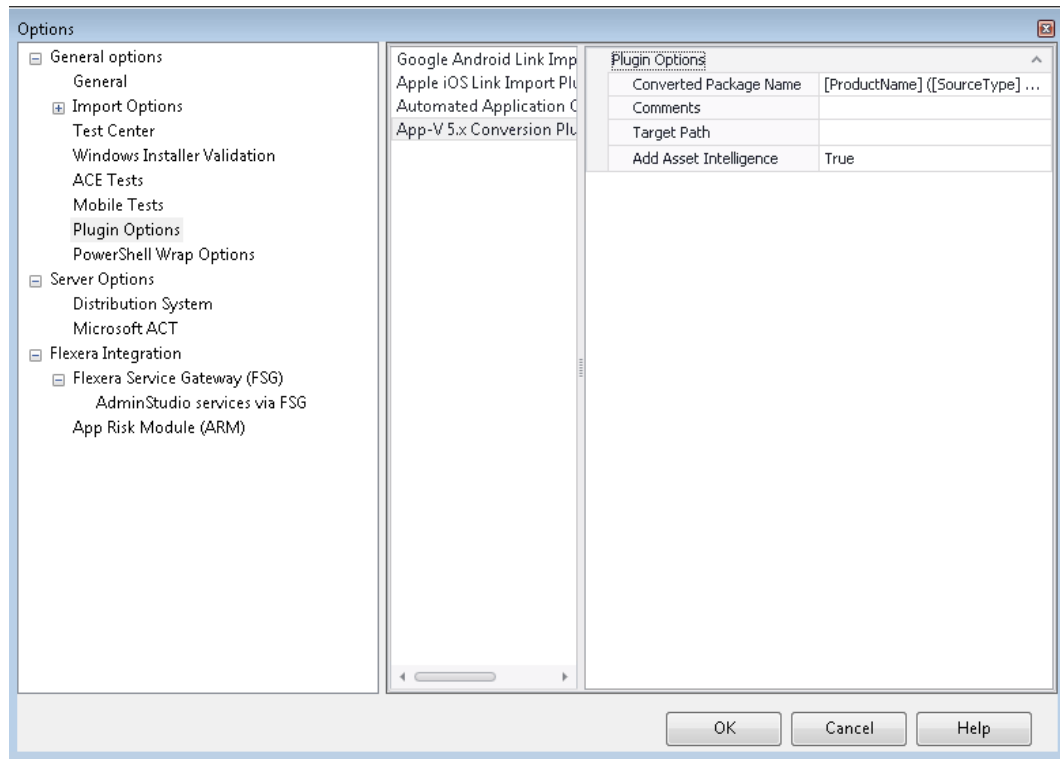 Options
General options
General
Import Options
Test Center
Windows Installer Validation
ACE Tests
Mobile Tests
Plugin Options
PowerShell Wrap Options
Server Options
Distribution System
Microsoft ACT
Flexera Integration
Flexera Service Gateway (FSG)
AdminStudio services via FSG
App Risk Module (ARM)
Google Android Link Imp
Apple iOS Link Import Plu
Automated Application C
App-V 5.x Conversion Plu
Plugin Options
Converted Package Name [ProductName] ([SourceType] ...
Comments
Target Path
Add Asset Intelligence True
OK Cancel Help